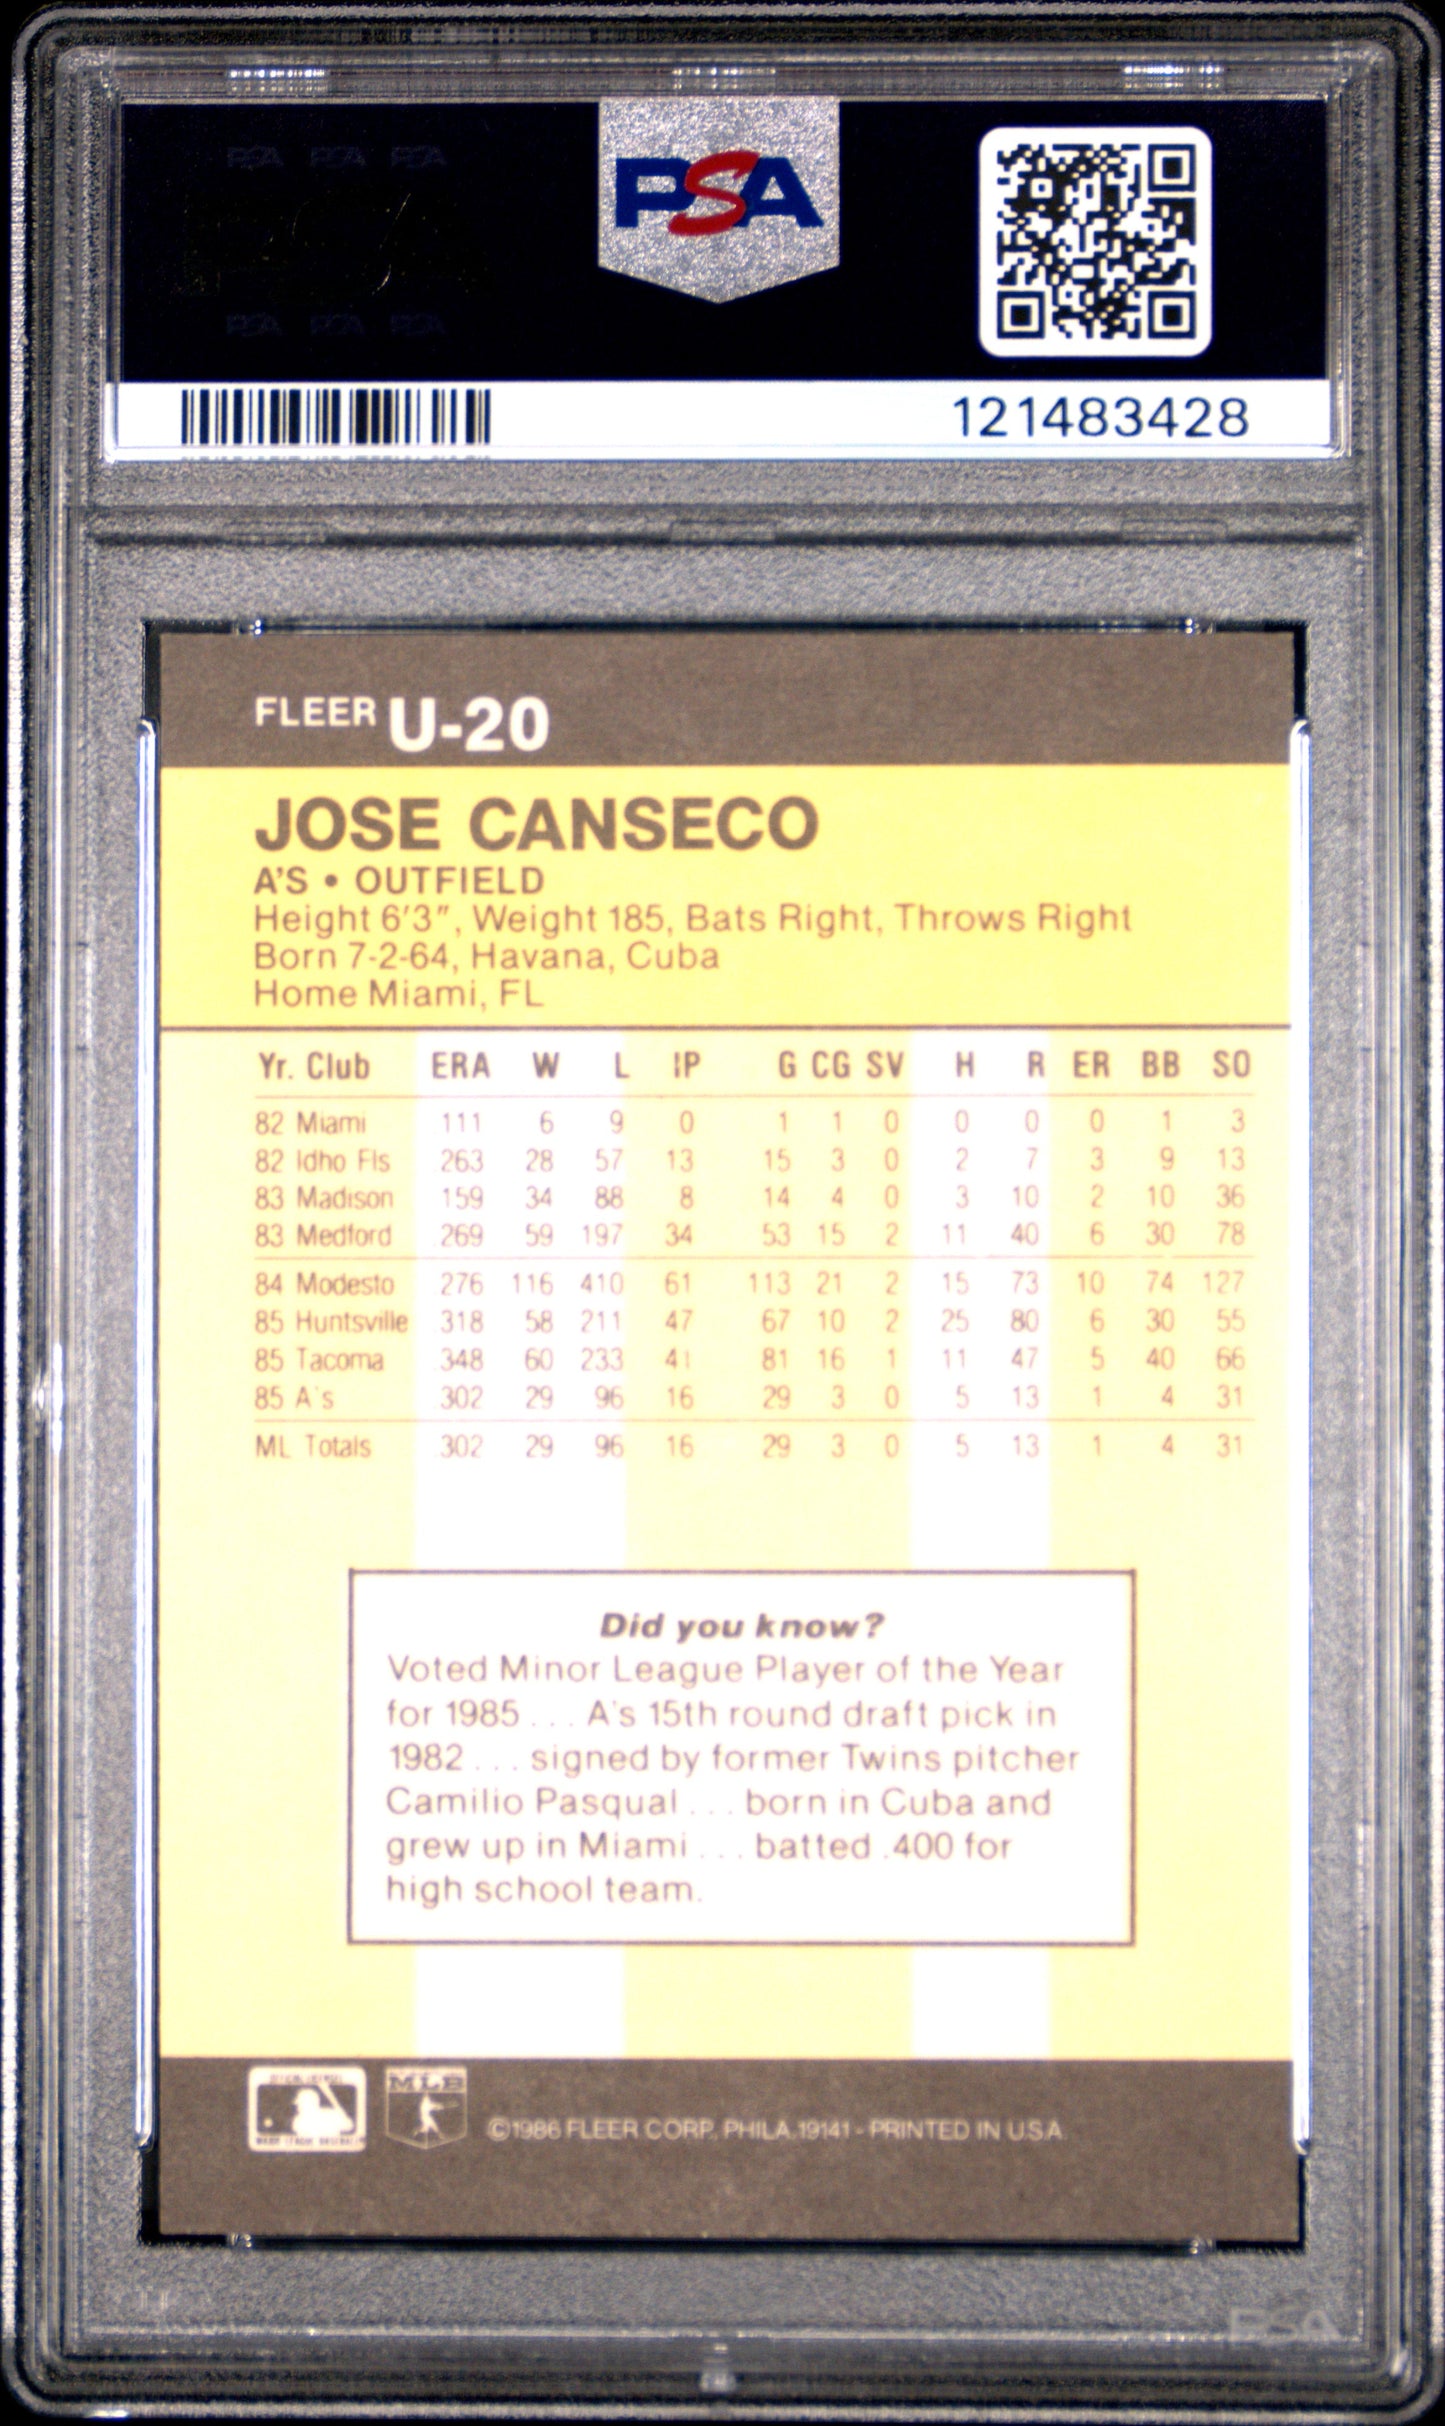 PSA PSA PSA
PSA
PSA PSA PSA
121483428
FLEER U-20
JOSE CANSECO
A'S • OUTFIELD
Height 6'3", Weight 185, Bats Right, Throws Right
Born 7-2-64, Havana, Cuba
Home Miami, FL
Yr. Club ERA W L IP G CG SV H R ER BB SO
82 Miami 111 6 9 0 1 1 0 0 0 0 1 3
82 Idho Fls .263 28 57 13 15 3 0 2 7 3 9 13
83 Madison .159 34 88 8 14 4 0 3 10 2 10 36
83 Medford .269 59 197 34 53 15 2 11 40 6 30 78
84 Modesto .276 116 410 61 113 21 2 15 73 10 74 127
85 Huntsville .318 58 211 47 67 10 2 25 80 6 30 55
85 Tacoma .348 60 233 41 81 16 1 11 47 5 40 66
85 A's .302 29 96 16 29 3 0 5 13 1 4 31
ML Totals .302 29 96 16 29 3 0 5 13 1 4 31
Did you know?
Voted Minor League Player of the Year
for 1985 . . . A's 15th round draft pick in
1982 . . . signed by former Twins pitcher
Camilio Pasqual . . . born in Cuba and
grew up in Miami . . . batted .400 for
high school team.
MLB
©1986 FLEER CORP., PHILA. 19141 - PRINTED IN U.S.A.
PSA